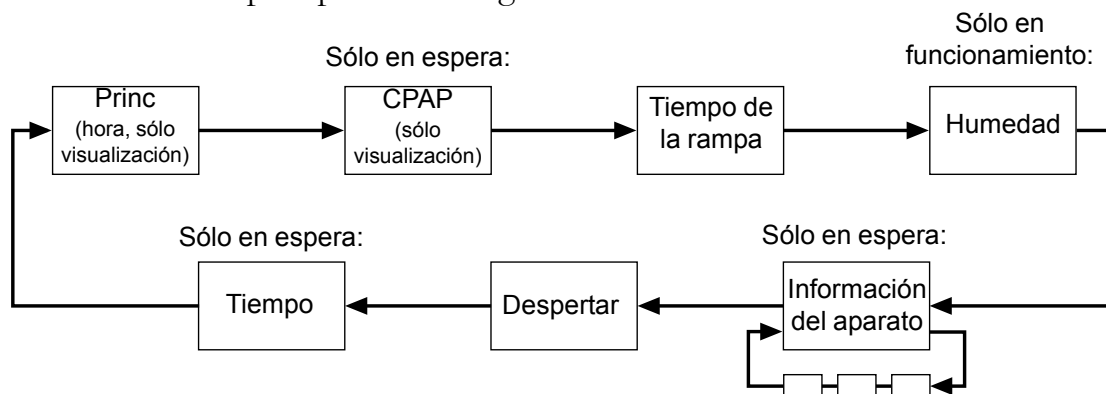 Sólo en espera:
Sólo en
funcionamiento:
Princ
(hora, sólo
visualización)
CPAP
(sólo
visualización)
Tiempo de
la rampa
Humedad
Sólo en espera:
Sólo en espera:
Tiempo
Despertar
Información
del aparato